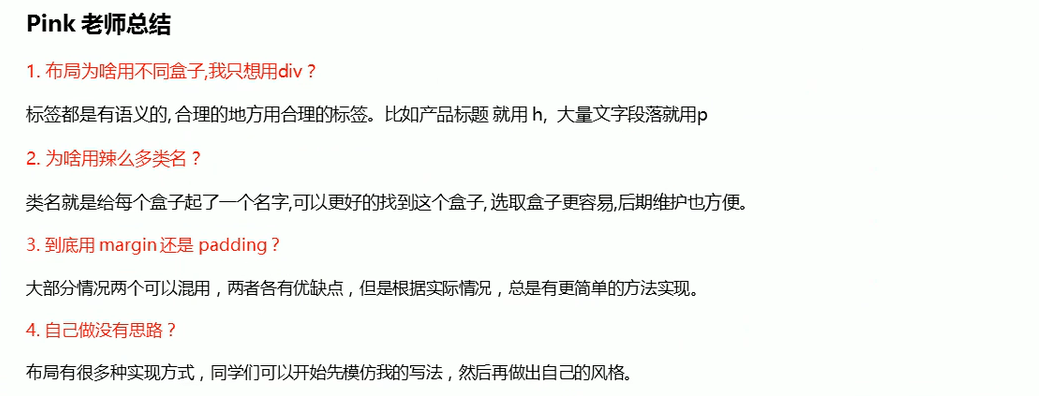 Pink 老师总结
1. 布局为啥用不同盒子,我只想用div？
标签都是有语义的, 合理的地方用合理的标签。比如产品标题 就用 h,  大量文字段落就用p
2. 为啥用辣么多类名？
类名就是给每个盒子起了一个名字,可以更好的找到这个盒子, 选取盒子更容易,后期维护也方便。
3. 到底用 margin 还是 padding？
大部分情况两个可以混用，两者各有优缺点，但是根据实际情况，总是有更简单的方法实现。
4. 自己做没有思路？
布局有很多种实现方式，同学们可以开始先模仿我的写法，然后再做出自己的风格。